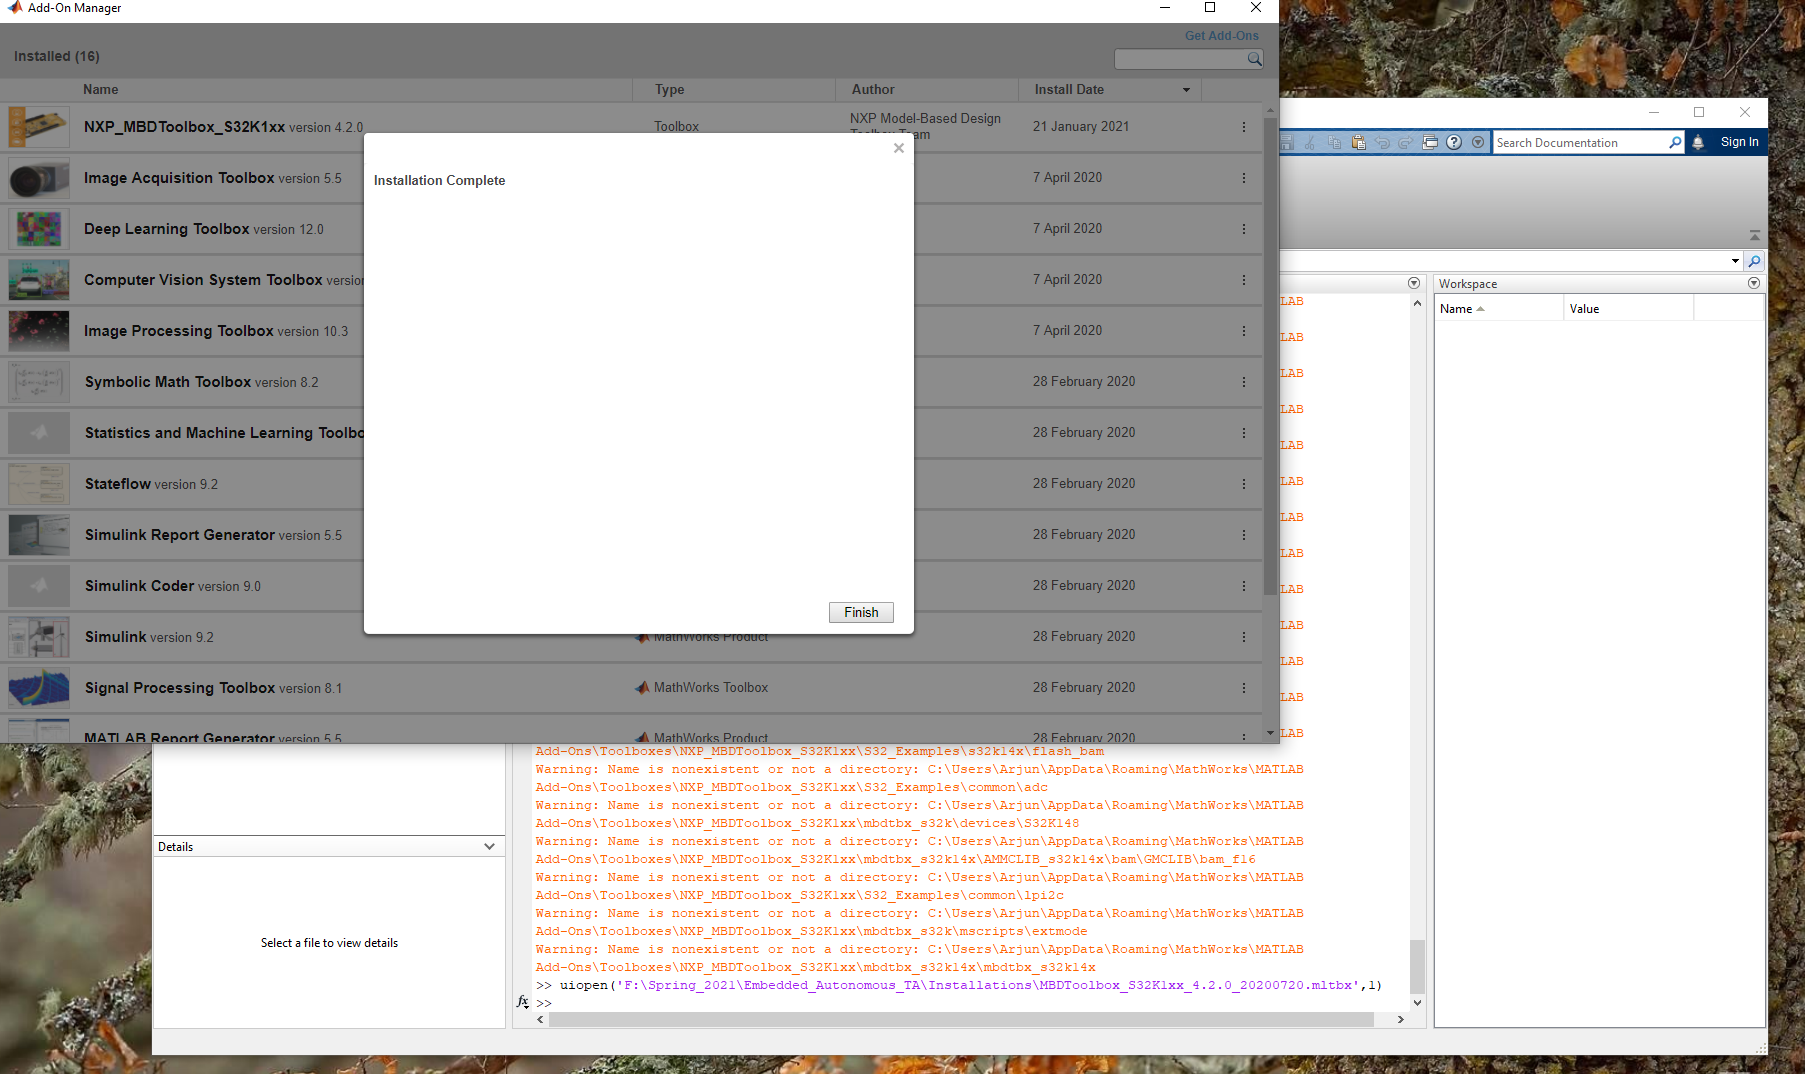 Add-On Manager
Get Add-Ons
Installed (16)
Name Type Author Install Date
NXP_MBDToolbox_S32K1xx version 4.2.0 Toolbox NXP Model-Based Design 21 January 2021
Image Acquisition Toolbox version 5.5 7 April 2020
Deep Learning Toolbox version 12.0 7 April 2020
Computer Vision System Toolbox 7 April 2020
Image Processing Toolbox version 10.3 7 April 2020
Symbolic Math Toolbox version 8.2 28 February 2020
Statistics and Machine Learning Toolbo 28 February 2020
Stateflow version 9.2 28 February 2020
Simulink Report Generator version 5.5 28 February 2020
Simulink Coder version 9.0 28 February 2020
Simulink version 9.2 MathWorks Product 28 February 2020
Signal Processing Toolbox version 8.1 MathWorks Toolbox 28 February 2020
MATLAB Report Generator version 5.5 MathWorks Product 28 February 2020
Installation Complete
Finish
Search Documentation
Sign In
Workspace
Name Value
LAB
LAB
LAB
LAB
LAB
LAB
LAB
LAB
LAB
LAB
LAB
LAB
LAB
Add-Ons\Toolboxes\NXP_MBDToolbox_S32K1xx\S32_Examples\s32k14x\flash_bam
Warning: Name is nonexistent or not a directory: C:\Users\Arjun\AppData\Roaming\MathWorks\MATLAB
Add-Ons\Toolboxes\NXP_MBDToolbox_S32K1xx\S32_Examples\common\adc
Warning: Name is nonexistent or not a directory: C:\Users\Arjun\AppData\Roaming\MathWorks\MATLAB
Add-Ons\Toolboxes\NXP_MBDToolbox_S32K1xx\mbdtbx_s32k\devices\S32K148
Warning: Name is nonexistent or not a directory: C:\Users\Arjun\AppData\Roaming\MathWorks\MATLAB
Add-Ons\Toolboxes\NXP_MBDToolbox_S32K1xx\mbdtbx_s32k14x\AMMCLIB_s32k14x\bam\GMCLIB\bam_f16
Warning: Name is nonexistent or not a directory: C:\Users\Arjun\AppData\Roaming\MathWorks\MATLAB
Add-Ons\Toolboxes\NXP_MBDToolbox_S32K1xx\S32_Examples\common\lpi2c
Warning: Name is nonexistent or not a directory: C:\Users\Arjun\AppData\Roaming\MathWorks\MATLAB
Add-Ons\Toolboxes\NXP_MBDToolbox_S32K1xx\mbdtbx_s32k\mscripts\extmode
Warning: Name is nonexistent or not a directory: C:\Users\Arjun\AppData\Roaming\MathWorks\MATLAB
Add-Ons\Toolboxes\NXP_MBDToolbox_S32K1xx\mbdtbx_s32k14x\mbdtbx_s32k14x
>> uiopen('F:\Spring_2021\Embedded_Autonomous_TA\Installations\MBDToolbox_S32K1xx_4.2.0_20200720.mltbx',1)
fx >>
Details
Select a file to view details